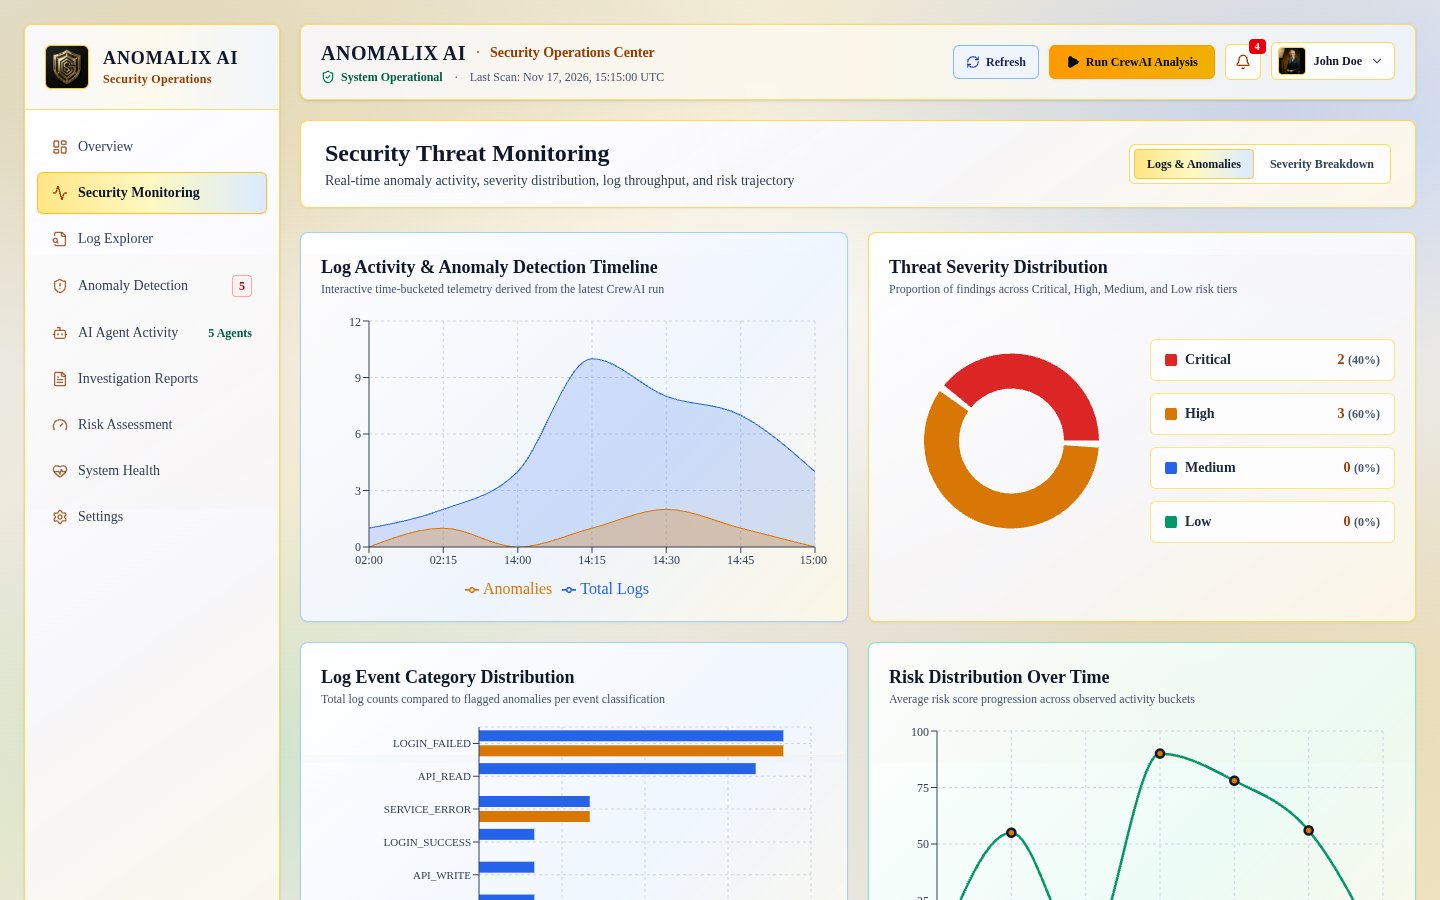 ANOMALIX AI
Security Operations
Overview
Security Monitoring
Log Explorer
Anomaly Detection 5
AI Agent Activity 5 Agents
Investigation Reports
Risk Assessment
System Health
Settings
ANOMALIX AI · Security Operations Center
System Operational · Last Scan: Nov 17, 2026, 15:15:00 UTC
Refresh
Run CrewAI Analysis
4
John Doe
Security Threat Monitoring
Real-time anomaly activity, severity distribution, log throughput, and risk trajectory
Logs & Anomalies
Severity Breakdown
Log Activity & Anomaly Detection Timeline
Interactive time-bucketed telemetry derived from the latest CrewAI run
12
9
6
3
0
02:00 02:15 14:00 14:15 14:30 14:45 15:00
Anomalies Total Logs
Threat Severity Distribution
Proportion of findings across Critical, High, Medium, and Low risk tiers
Critical 2 (40%)
High 3 (60%)
Medium 0 (0%)
Low 0 (0%)
Log Event Category Distribution
Total log counts compared to flagged anomalies per event classification
LOGIN_FAILED
API_READ
SERVICE_ERROR
LOGIN_SUCCESS
API_WRITE
Risk Distribution Over Time
Average risk score progression across observed activity buckets
100
75
50